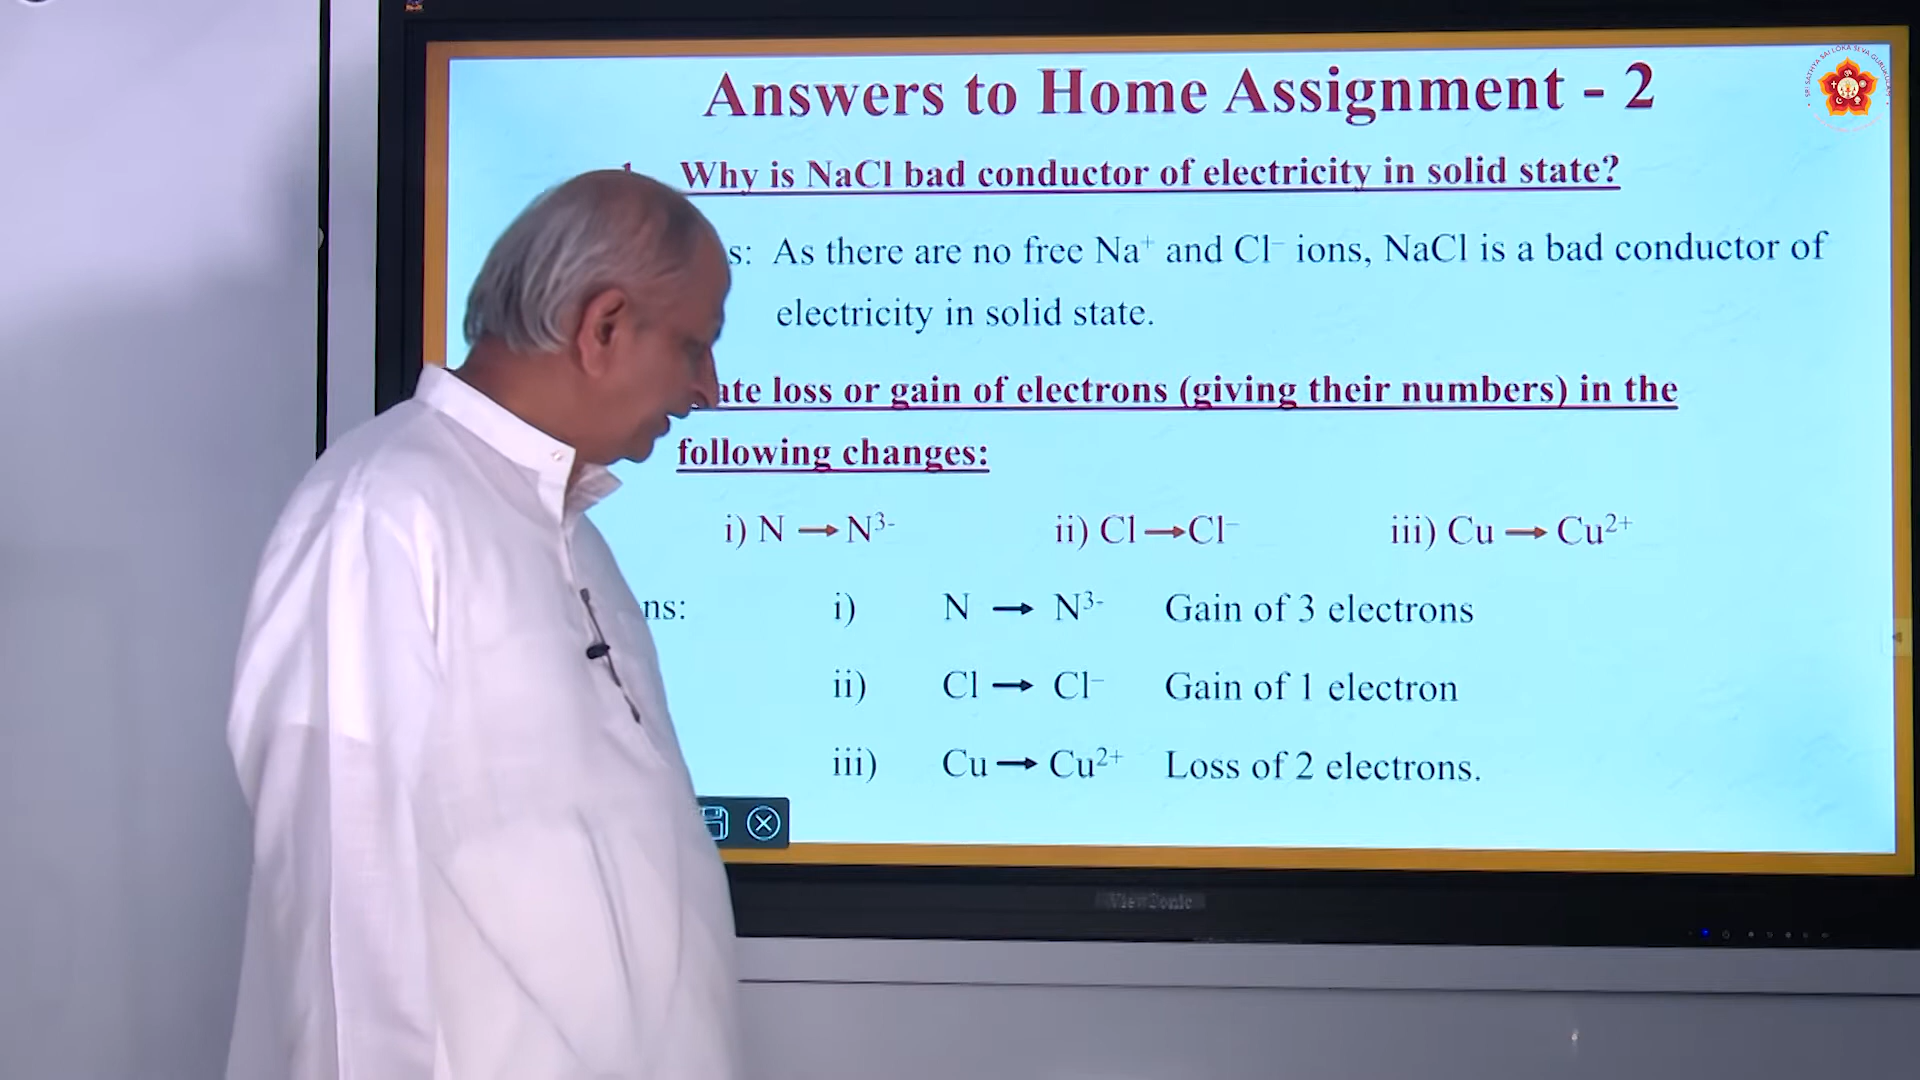 Answers to Home Assignment - 2
Why is NaCl bad conductor of electricity in solid state?
s: As there are no free Na⁺ and Cl⁻ ions, NaCl is a bad conductor of
electricity in solid state.
ate loss or gain of electrons (giving their numbers) in the
following changes:
i) N → N³⁻ ii) Cl → Cl⁻ iii) Cu → Cu²⁺
ns: i) N → N³⁻ Gain of 3 electrons
ii) Cl → Cl⁻ Gain of 1 electron
iii) Cu → Cu²⁺ Loss of 2 electrons.
ViewSonic